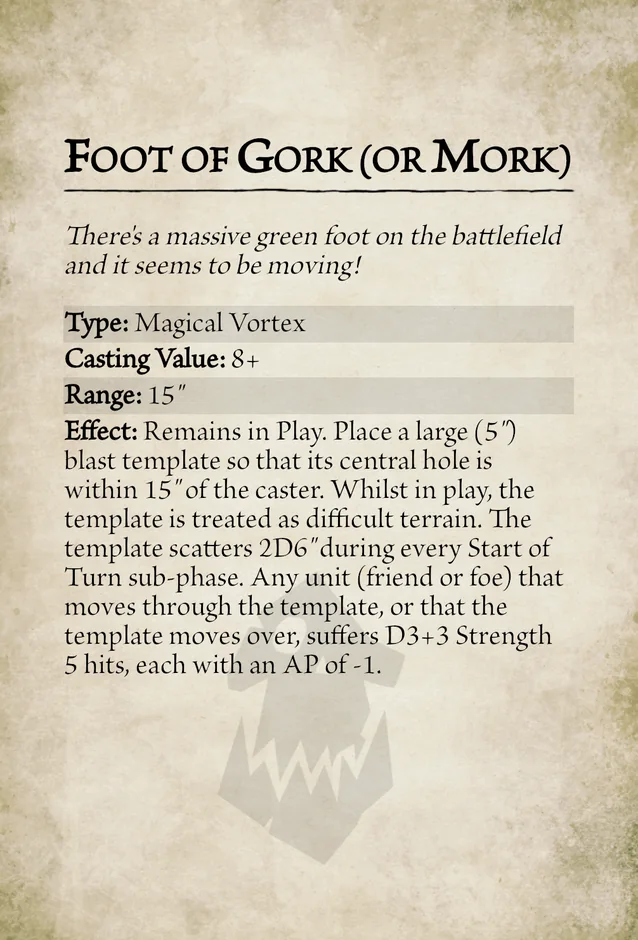 Foot of Gork (or Mork)
There's a massive green foot on the battlefield
and it seems to be moving!
Type: Magical Vortex
Casting Value: 8+
Range: 15"
Effect: Remains in Play. Place a large (5")
blast template so that its central hole is
within 15" of the caster. Whilst in play, the
template is treated as difficult terrain. The
template scatters 2D6" during every Start of
Turn sub-phase. Any unit (friend or foe) that
moves through the template, or that the
template moves over, suffers D3+3 Strength
5 hits, each with an AP of -1.